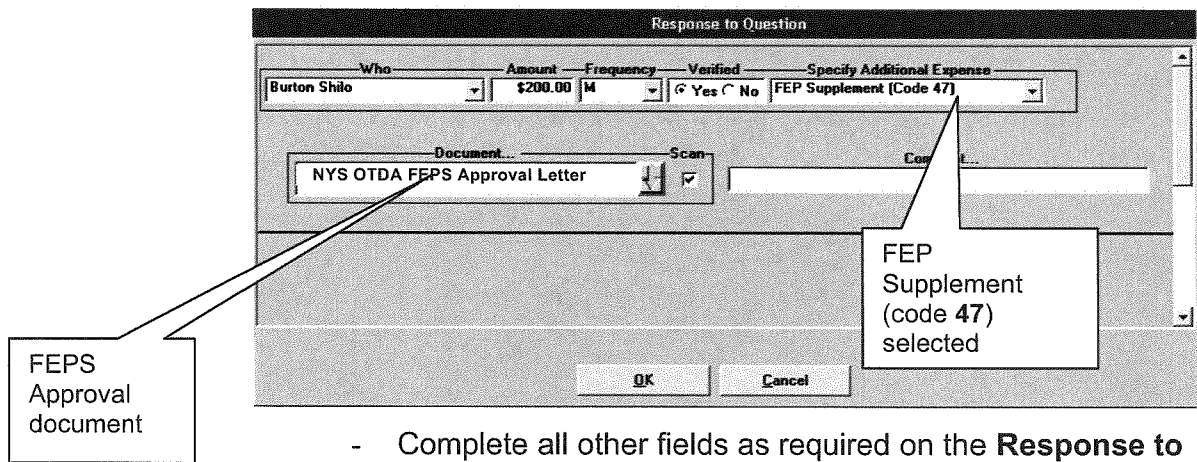 Response to Question
Who Amount Frequency Verified Specify Additional Expense
Burton Shilo $200.00 M Yes No FEP Supplement (Code 47)
Document... Scan
NYS OTDA FEPS Approval Letter
FEP
Supplement
(code 47)
selected
FEPS
Approval
document
OK Cancel
- Complete all other fields as required on the Response to